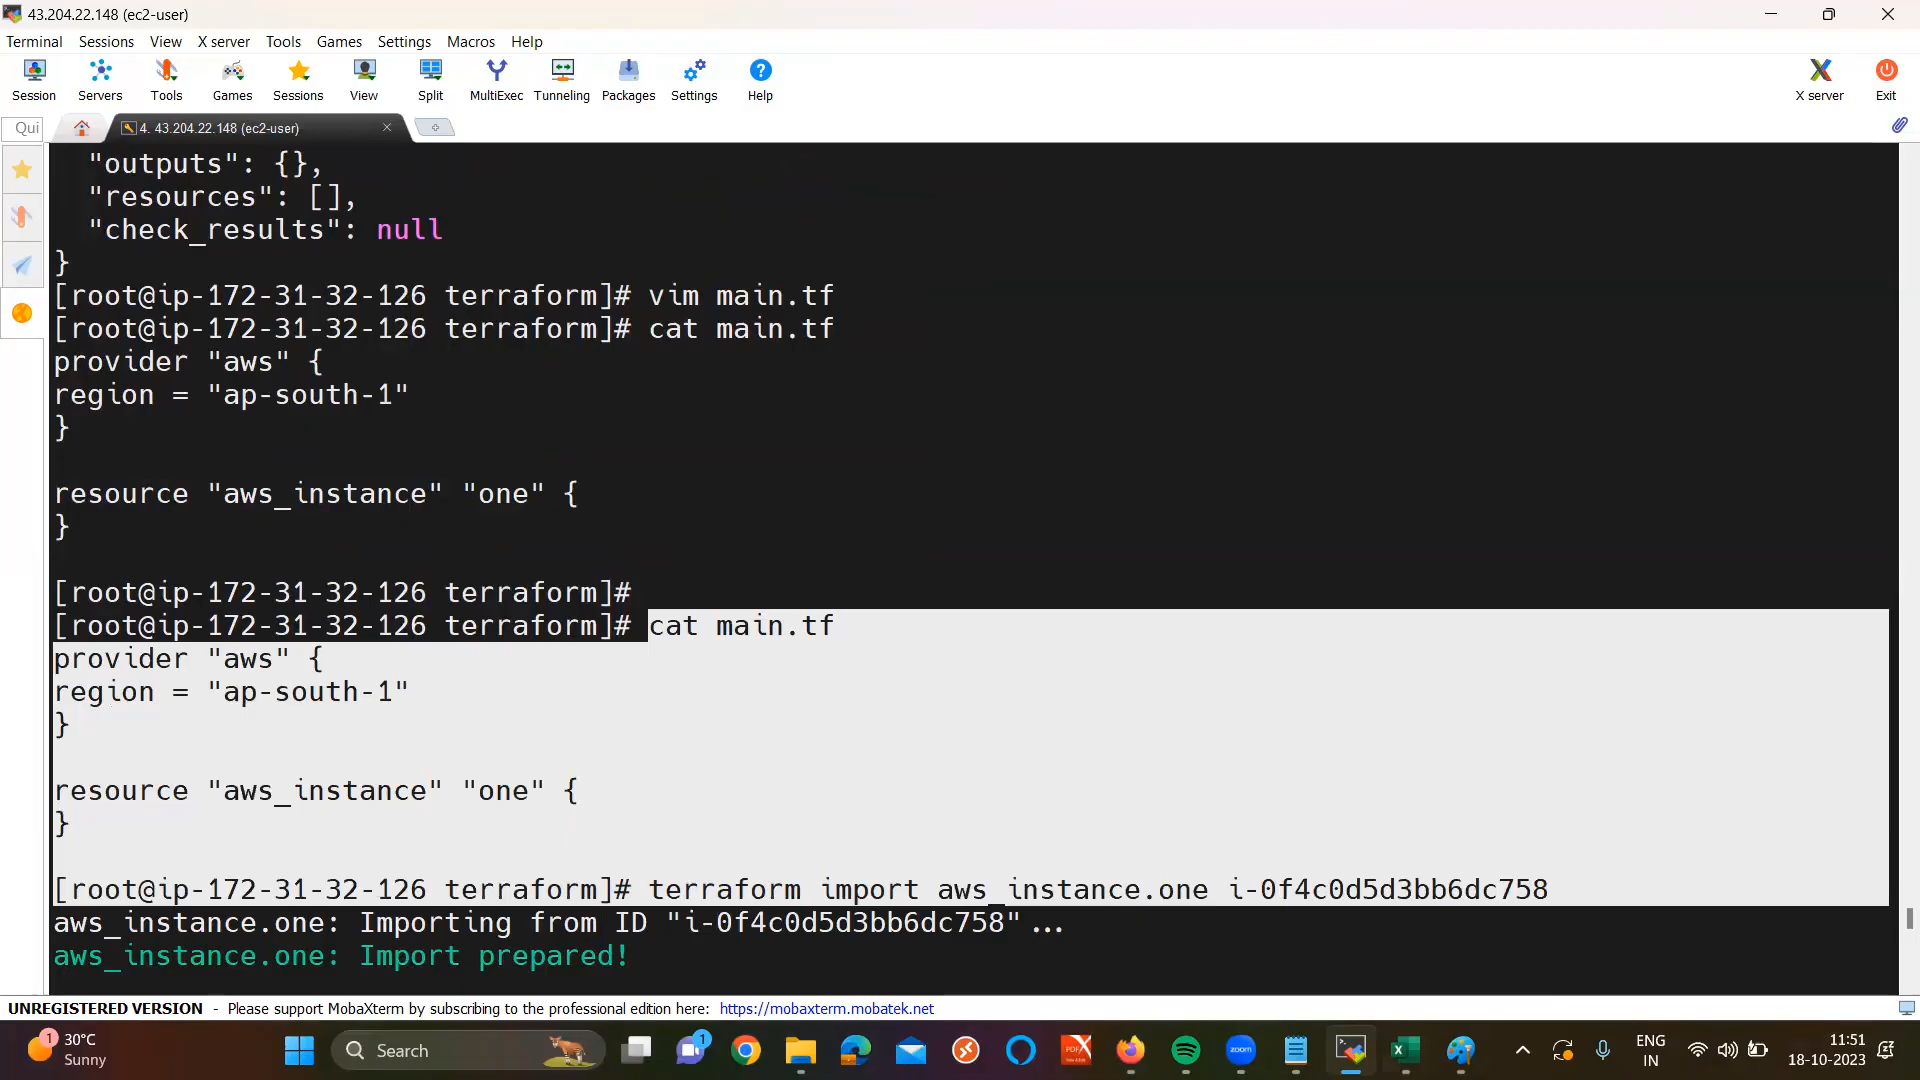 43.204.22.148 (ec2-user)
Terminal Sessions View X server Tools Games Settings Macros Help
Session Servers Tools Games Sessions View Split MultiExec Tunneling Packages Settings Help X server Exit
Qui 4. 43.204.22.148 (ec2-user)
"outputs": {},
"resources": [],
"check_results": null
}
[root@ip-172-31-32-126 terraform]# vim main.tf
[root@ip-172-31-32-126 terraform]# cat main.tf
provider "aws" {
region = "ap-south-1"
}
resource "aws_instance" "one" {
}
[root@ip-172-31-32-126 terraform]#
[root@ip-172-31-32-126 terraform]# cat main.tf
provider "aws" {
region = "ap-south-1"
}
resource "aws_instance" "one" {
}
[root@ip-172-31-32-126 terraform]# terraform import aws_instance.one i-0f4c0d5d3bb6dc758
aws_instance.one: Importing from ID "i-0f4c0d5d3bb6dc758"...
aws_instance.one: Import prepared!
UNREGISTERED VERSION - Please support MobaXterm by subscribing to the professional edition here: https://mobaxterm.mobatek.net
1 30°C
Sunny
Search
1
PDFX
zoom
ENG
IN
11:51
18-10-2023